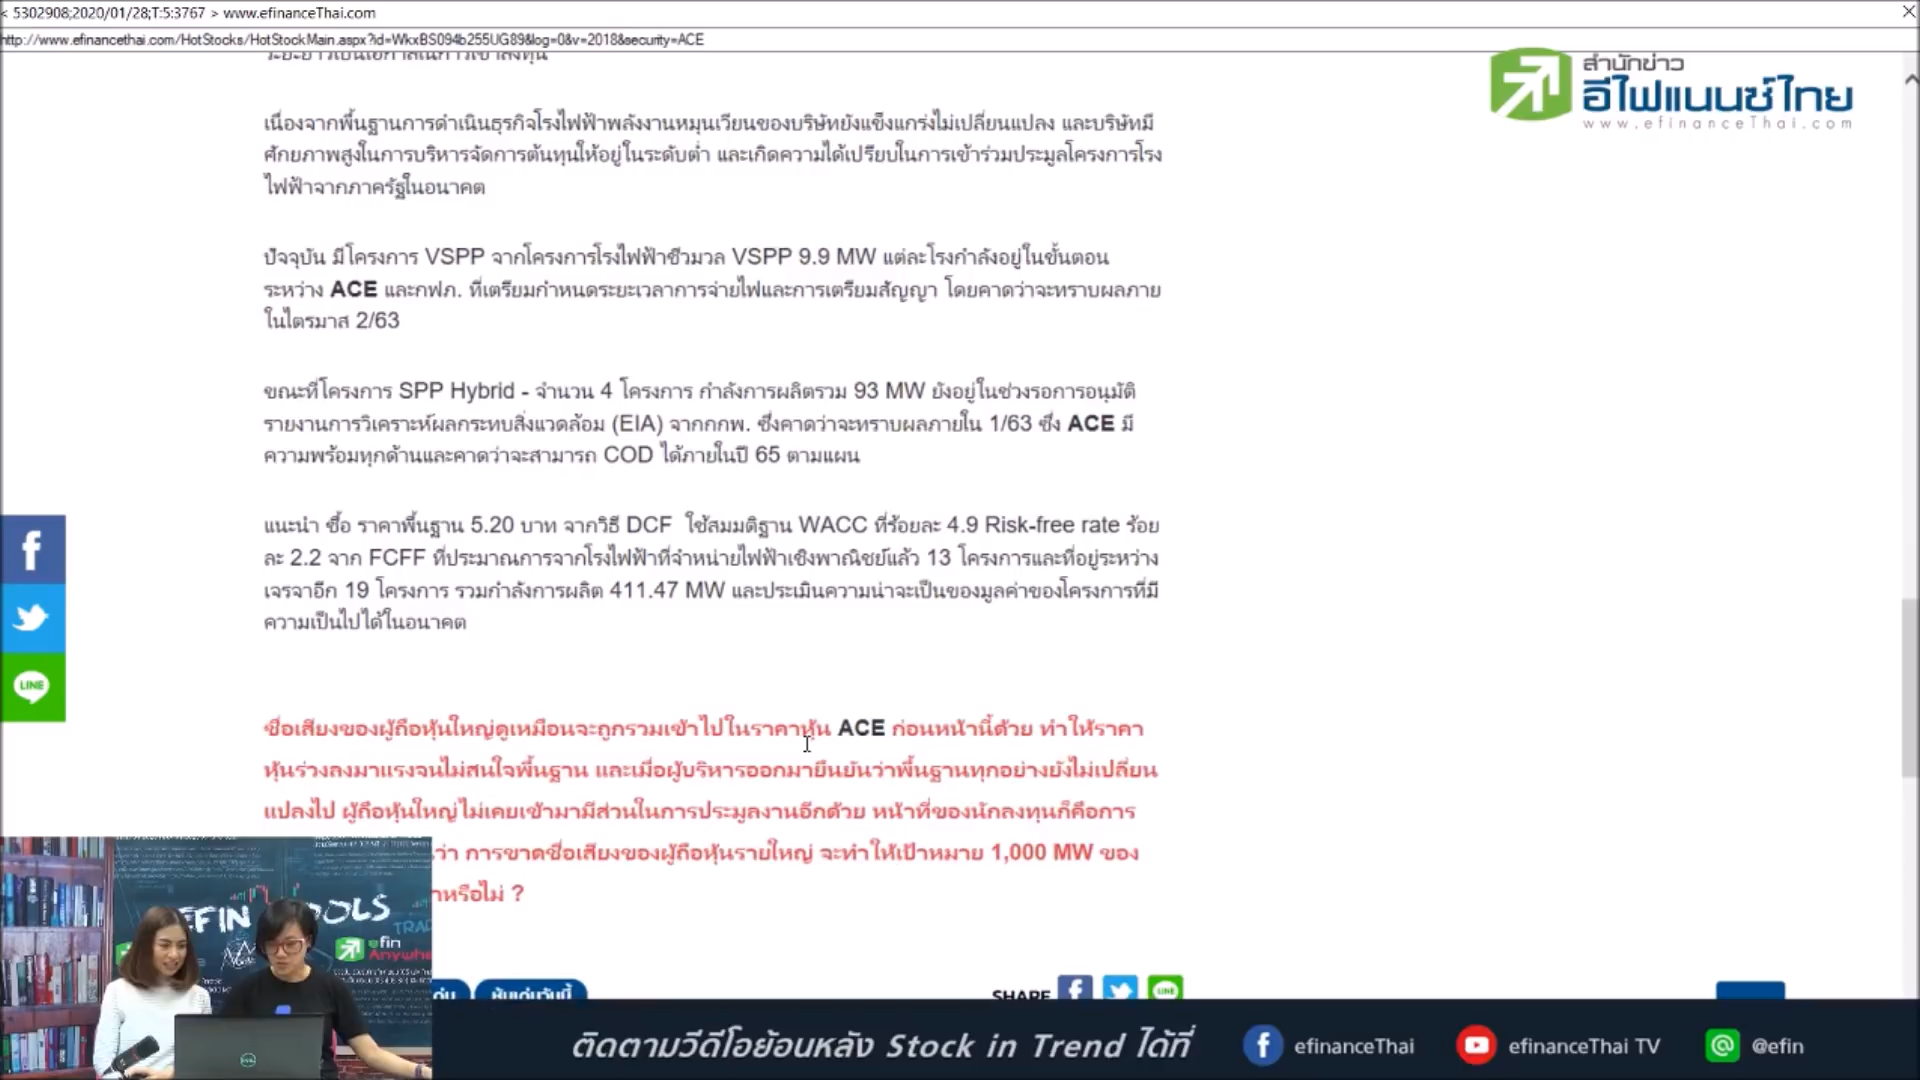 < 5302908;2020/01/28;T:5:3767 > www.efinanceThai.com
http://www.efinancethai.com/HotStocks/HotStockMain.aspx?id=WkxBS094b255UG89&log=0&v=2018&security=ACE
สำนักข่าว
อีไฟแนนซ์ไทย
www.efinanceThai.com
เนื่องจากพื้นฐานการดำเนินธุรกิจโรงไฟฟ้าพลังงานหมุนเวียนของบริษัทยังแข็งแกร่งไม่เปลี่ยนแปลง และบริษัทมี
ศักยภาพสูงในการบริหารจัดการต้นทุนให้อยู่ในระดับต่ำ และเกิดความได้เปรียบในการเข้าร่วมประมูลโครงการโรง
ไฟฟ้าจากภาครัฐในอนาคต
ปัจจุบัน มีโครงการ VSPP จากโครงการโรงไฟฟ้าชีวมวล VSPP 9.9 MW แต่ละโรงกำลังอยู่ในขั้นตอน
ระหว่าง ACE และกฟภ. ที่เตรียมกำหนดระยะเวลาการจ่ายไฟและการเตรียมสัญญา โดยคาดว่าจะทราบผลภาย
ในไตรมาส 2/63
ขณะที่โครงการ SPP Hybrid - จำนวน 4 โครงการ กำลังการผลิตรวม 93 MW ยังอยู่ในช่วงรอการอนุมัติ
รายงานการวิเคราะห์ผลกระทบสิ่งแวดล้อม (EIA) จากกกพ. ซึ่งคาดว่าจะทราบผลภายใน 1/63 ซึ่ง ACE มี
ความพร้อมทุกด้านและคาดว่าจะสามารถ COD ได้ภายในปี 65 ตามแผน
แนะนำ ซื้อ ราคาพื้นฐาน 5.20 บาท จากวิธี DCF ใช้สมมติฐาน WACC ที่ร้อยละ 4.9 Risk-free rate ร้อย
ละ 2.2 จาก FCFF ที่ประมาณการจากโรงไฟฟ้าที่จำหน่ายไฟฟ้าเชิงพาณิชย์แล้ว 13 โครงการและที่อยู่ระหว่าง
เจรจาอีก 19 โครงการ รวมกำลังการผลิต 411.47 MW และประเมินความน่าจะเป็นของมูลค่าของโครงการที่มี
ความเป็นไปได้ในอนาคต
LINE
ชื่อเสียงของผู้ถือหุ้นใหญ่ดูเหมือนจะถูกรวมเข้าไปในราคาหุ้น ACE ก่อนหน้านี้ด้วย ทำให้ราคา
หุ้นร่วงลงมาแรงจนไม่สนใจพื้นฐาน และเมื่อผู้บริหารออกมายืนยันว่าพื้นฐานทุกอย่างยังไม่เปลี่ยน
แปลงไป ผู้ถือหุ้นใหญ่ไม่เคยเข้ามามีส่วนในการประมูลงานอีกด้วย หน้าที่ของนักลงทุนก็คือการ
ว่า การขาดชื่อเสียงของผู้ถือหุ้นรายใหญ่ จะทำให้เป้าหมาย 1,000 MW ของ
หรือไม่ ?
EFIN
OOLS
efin
Anywhe
หุ้นเด่นวันนี้
SHARE
LINE
ติดตามวีดีโอย้อนหลัง Stock in Trend ได้ที่
efinanceThai
efinanceThai TV
@efin